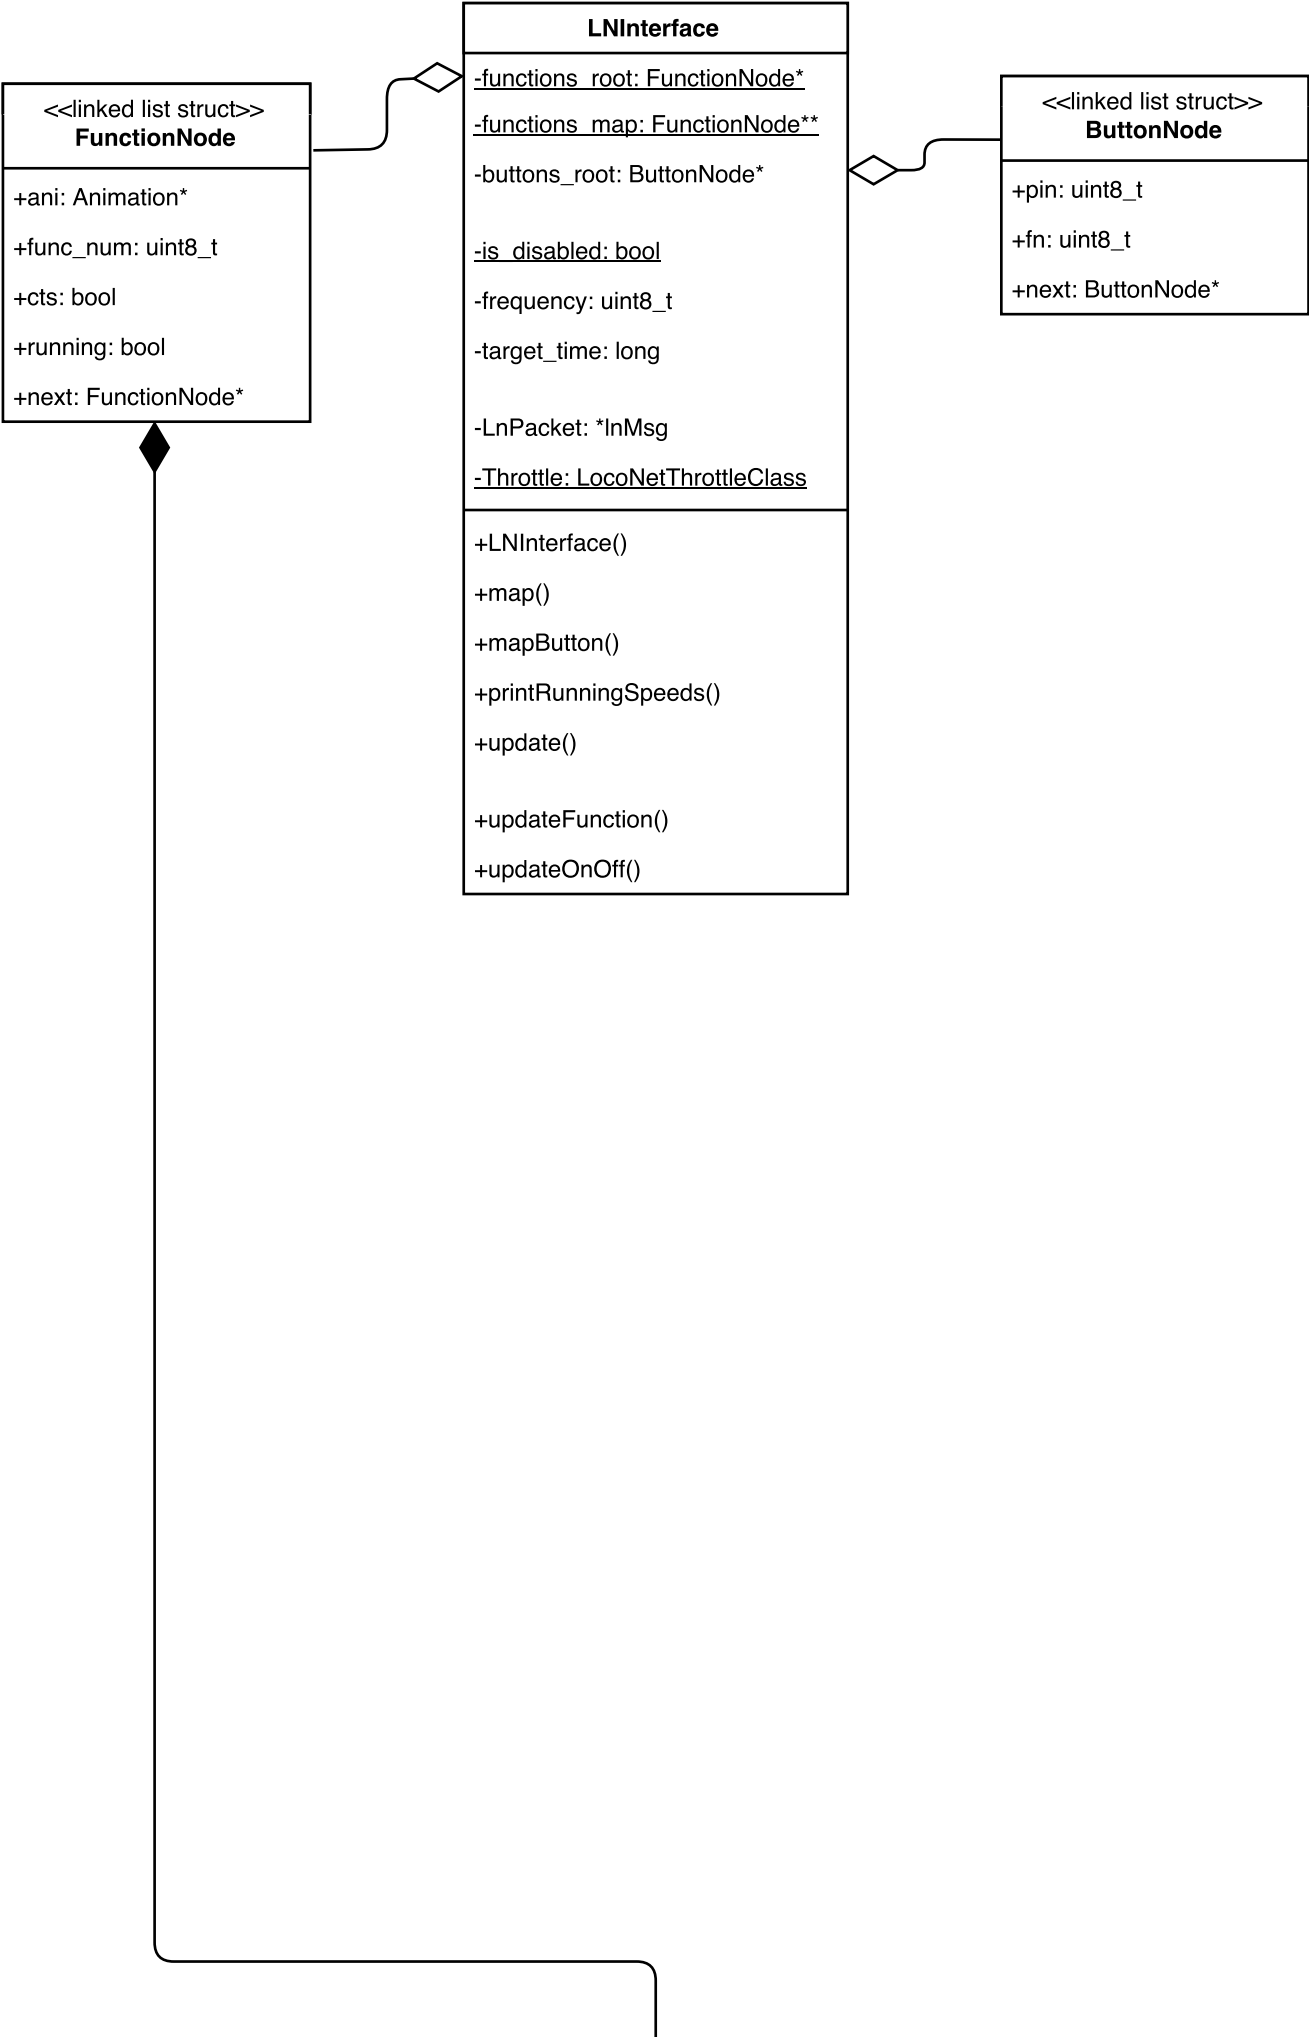 LNInterface
-functions_root: FunctionNode*
-functions_map: FunctionNode**
-buttons_root: ButtonNode*
-is_disabled: bool
-frequency: uint8_t
-target_time: long
-LnPacket: *lnMsg
-Throttle: LocoNetThrottleClass
+LNInterface()
+map()
+mapButton()
+printRunningSpeeds()
+update()
+updateFunction()
+updateOnOff()
<<linked list struct>>
FunctionNode
+ani: Animation*
+func_num: uint8_t
+cts: bool
+running: bool
+next: FunctionNode*
<<linked list struct>>
ButtonNode
+pin: uint8_t
+fn: uint8_t
+next: ButtonNode*